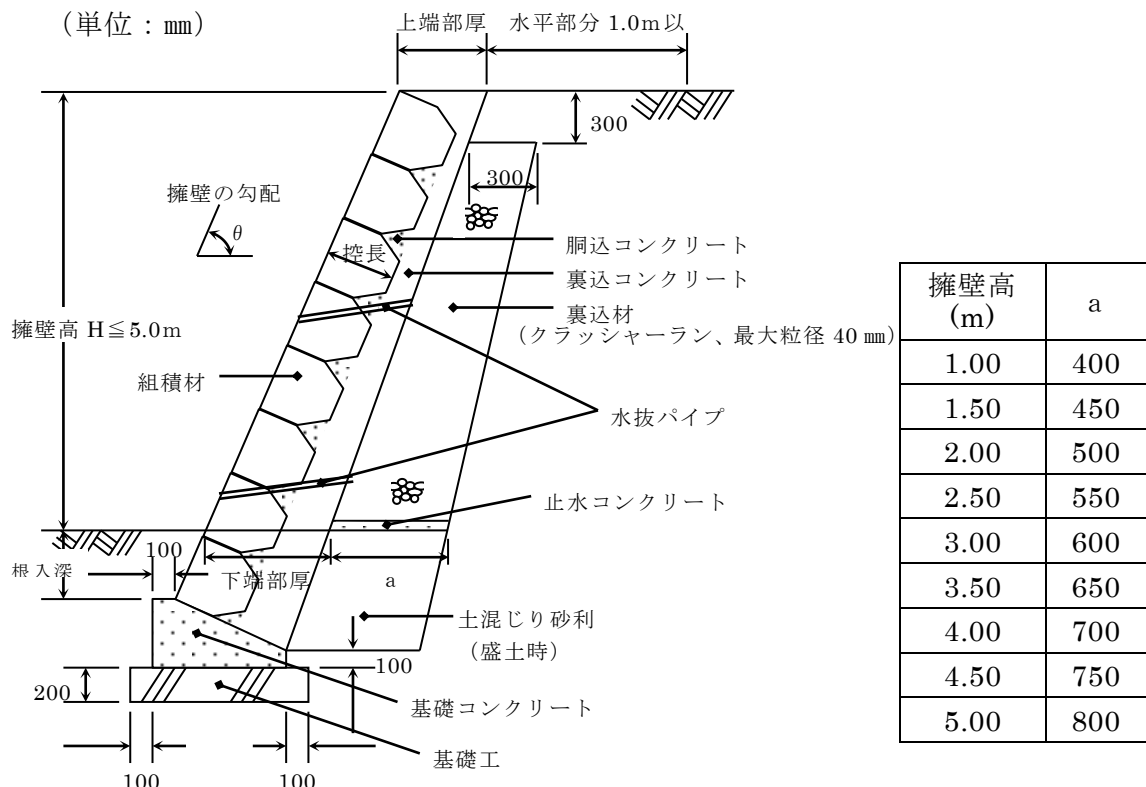 (単位：㎜)
上端部厚 水平部分 1.0m以
300
300
擁壁の勾配
θ
控長
胴込コンクリート
裏込コンクリート
裏込材
(クラッシャーラン、最大粒径 40 ㎜)
擁壁高 H≦5.0m
組積材
水抜パイプ
止水コンクリート
100
根入深
下端部厚
a
土混じり砂利
(盛土時)
100
200
基礎コンクリート
基礎工
100
100
擁壁高
(m) a
1.00 400
1.50 450
2.00 500
2.50 550
3.00 600
3.50 650
4.00 700
4.50 750
5.00 800